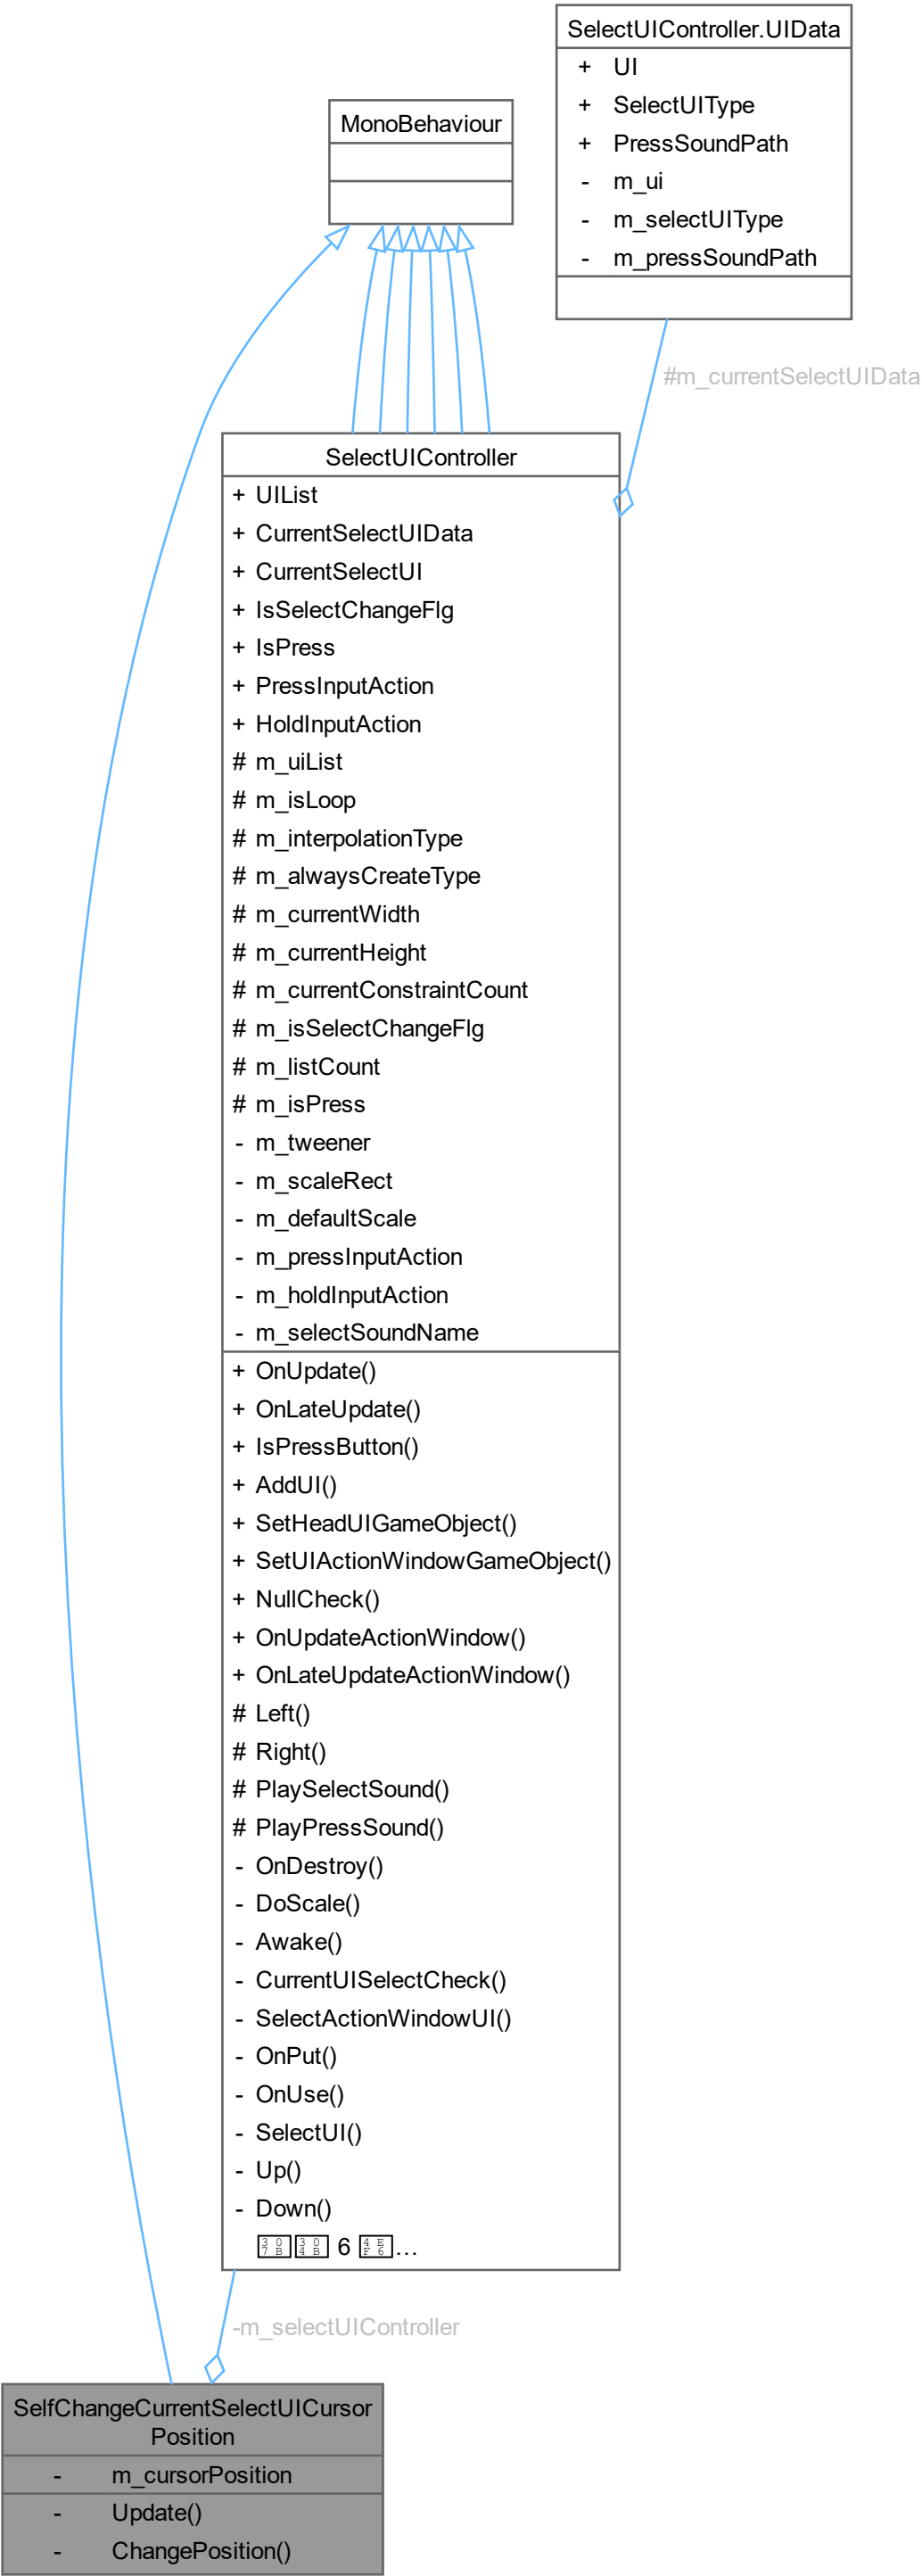 SelectUIController.UIData
+ UI
+ SelectUIType
+ PressSoundPath
- m_ui
- m_selectUIType
- m_pressSoundPath
MonoBehaviour
#m_currentSelectUIData
SelectUIController
+ UIList
+ CurrentSelectUIData
+ CurrentSelectUI
+ IsSelectChangeFlg
+ IsPress
+ PressInputAction
+ HoldInputAction
# m_uiList
# m_isLoop
# m_interpolationType
# m_alwaysCreateType
# m_currentWidth
# m_currentHeight
# m_currentConstraintCount
# m_isSelectChangeFlg
# m_listCount
# m_isPress
- m_tweener
- m_scaleRect
- m_defaultScale
- m_pressInputAction
- m_holdInputAction
- m_selectSoundName
+ OnUpdate()
+ OnLateUpdate()
+ IsPressButton()
+ AddUI()
+ SetHeadUIGameObject()
+ SetUIActionWindowGameObject()
+ NullCheck()
+ OnUpdateActionWindow()
+ OnLateUpdateActionWindow()
# Left()
# Right()
# PlaySelectSound()
# PlayPressSound()
- OnDestroy()
- DoScale()
- Awake()
- CurrentUISelectCheck()
- SelectActionWindowUI()
- OnPut()
- OnUse()
- SelectUI()
- Up()
- Down()
6 ...
-m_selectUIController
SelfChangeCurrentSelectUICursor
Position
- m_cursorPosition
- Update()
- ChangePosition()